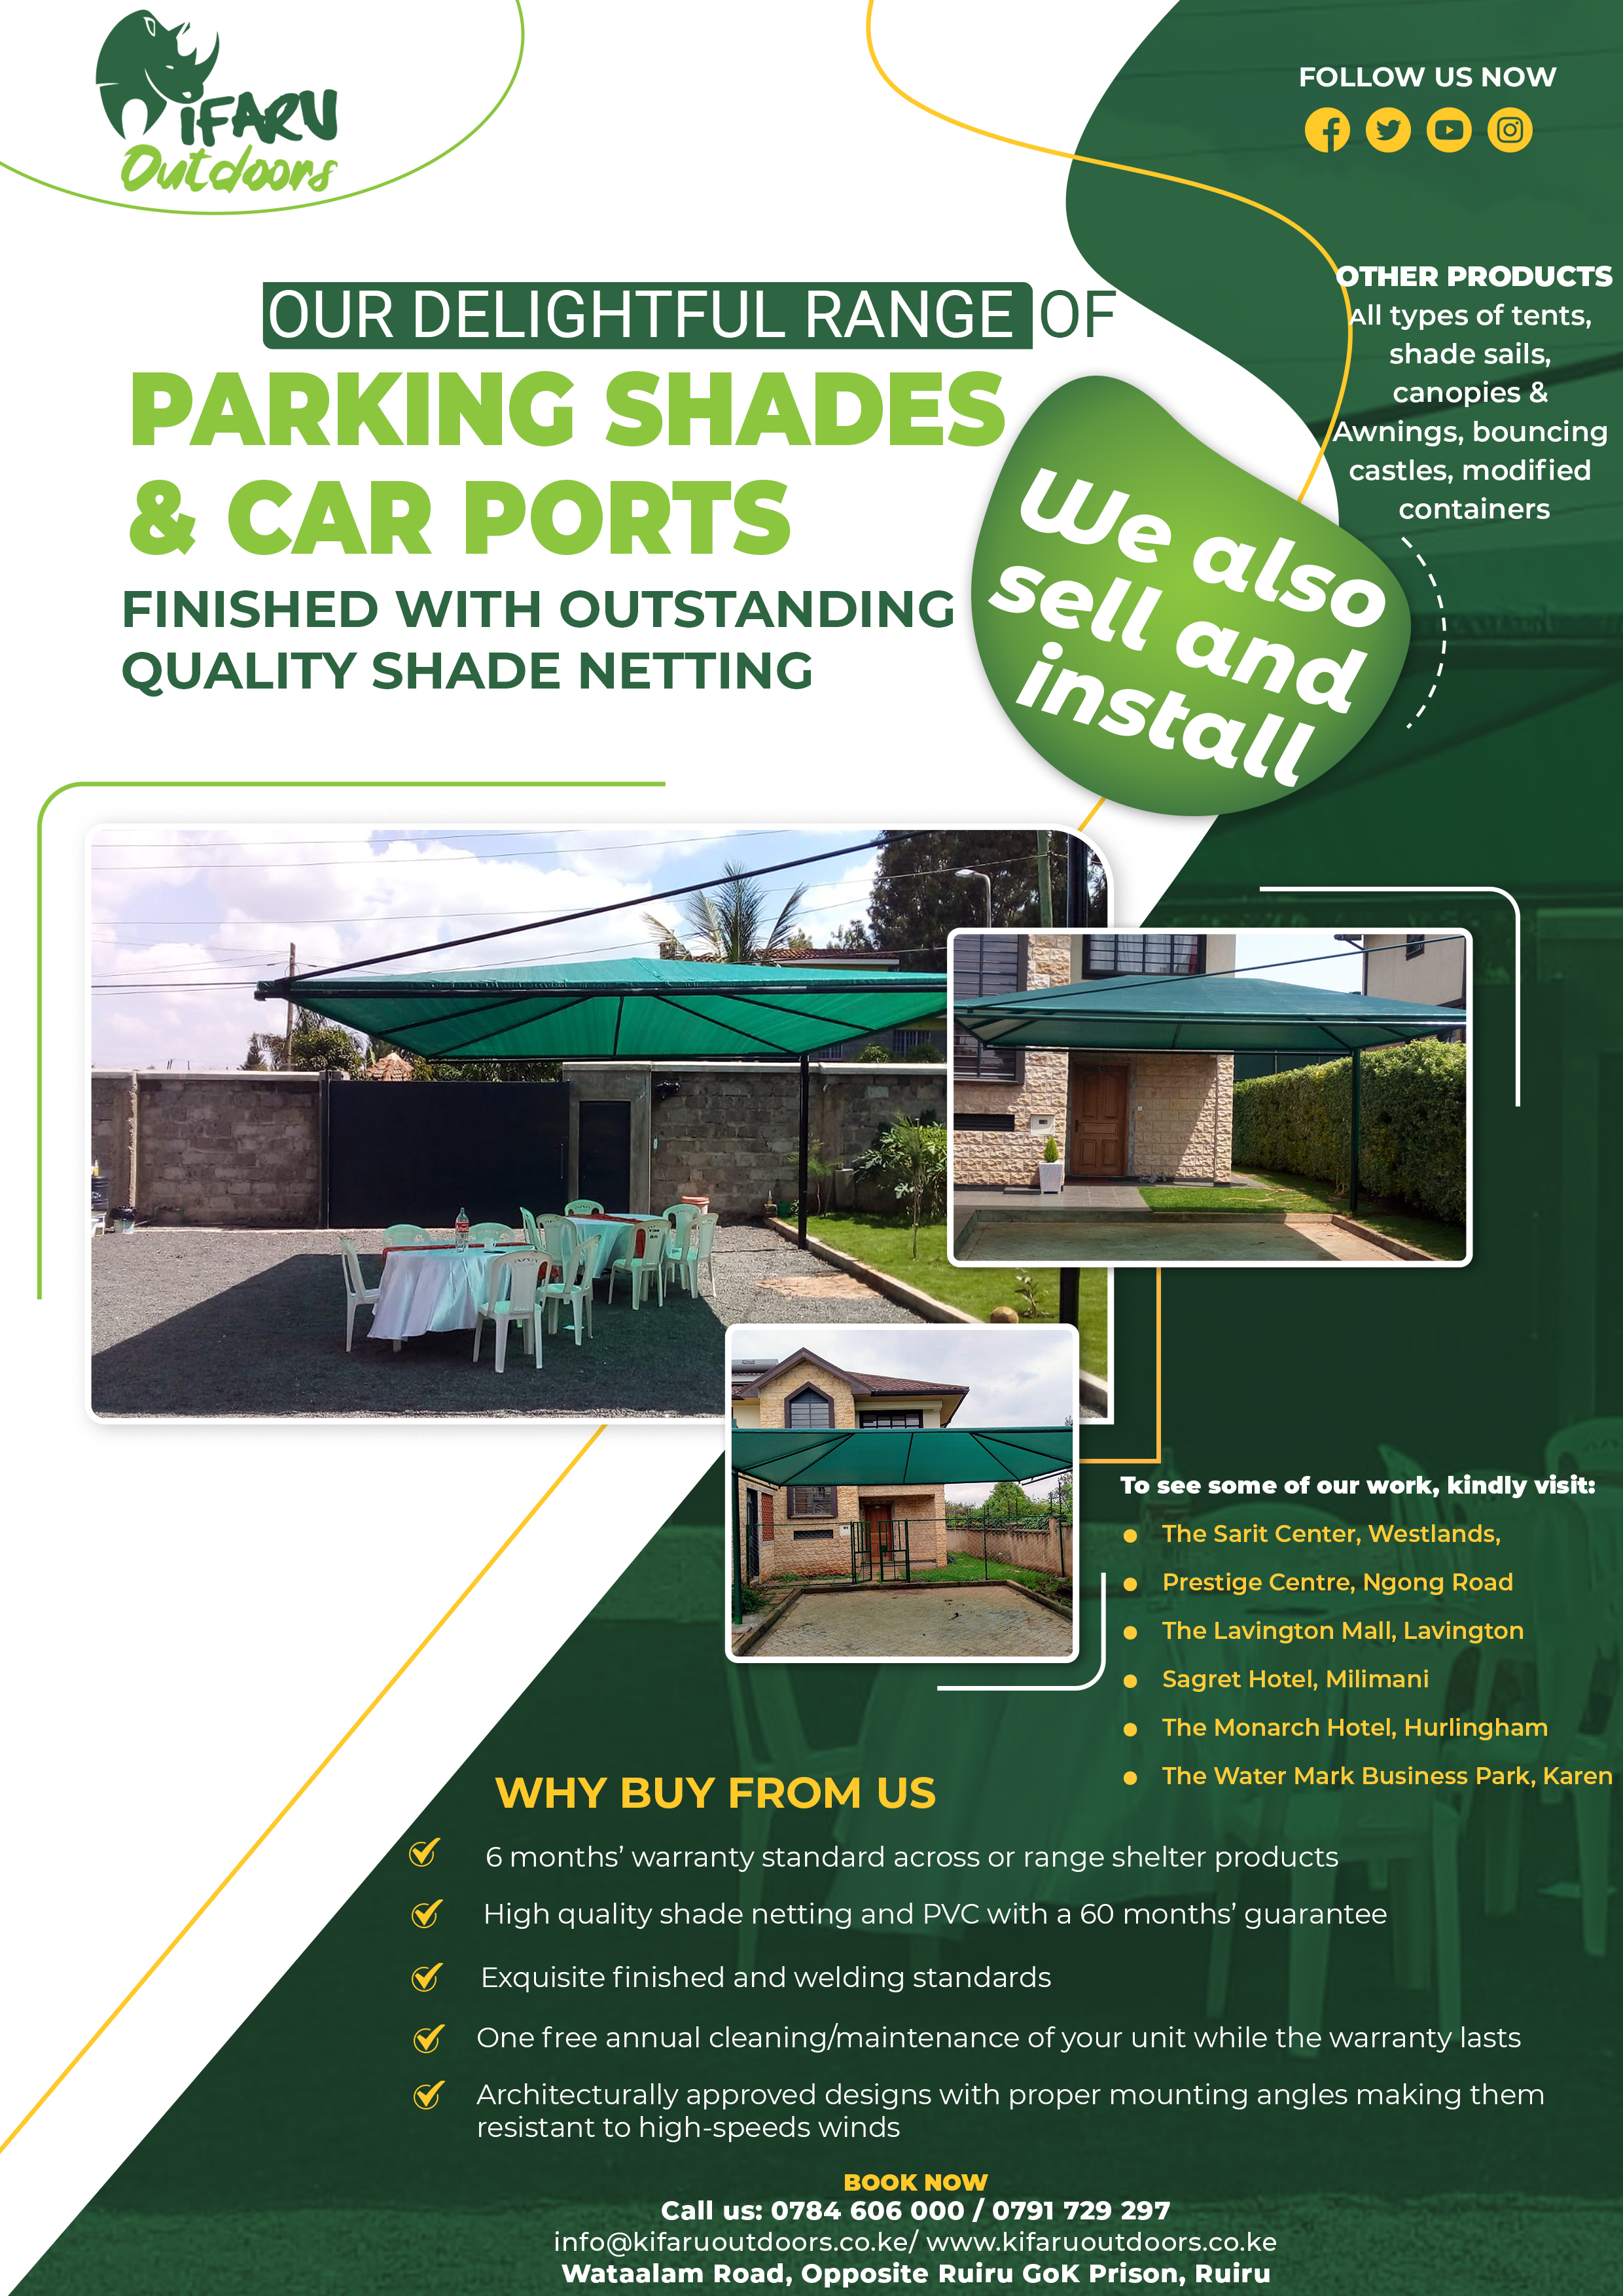 KIFARU
Outdoors
FOLLOW US NOW
OUR DELIGHTFUL RANGE OF
PARKING SHADES
& CAR PORTS
FINISHED WITH OUTSTANDING
QUALITY SHADE NETTING
OTHER PRODUCTS
All types of tents,
shade sails,
canopies &
Awnings, bouncing
castles, modified
containers
We also
sell and
install
To see some of our work, kindly visit:
The Sarit Center, Westlands,
Prestige Centre, Ngong Road
The Lavington Mall, Lavington
Sagret Hotel, Milimani
The Monarch Hotel, Hurlingham
The Water Mark Business Park, Karen
WHY BUY FROM US
6 months’ warranty standard across or range shelter products
High quality shade netting and PVC with a 60 months’ guarantee
Exquisite finished and welding standards
One free annual cleaning/maintenance of your unit while the warranty lasts
Architecturally approved designs with proper mounting angles making them
resistant to high-speeds winds
BOOK NOW
Call us: 0784 606 000 / 0791 729 297
info@kifaruoutdoors.co.ke/ www.kifaruoutdoors.co.ke
Wataalam Road, Opposite Ruiru GoK Prison, Ruiru